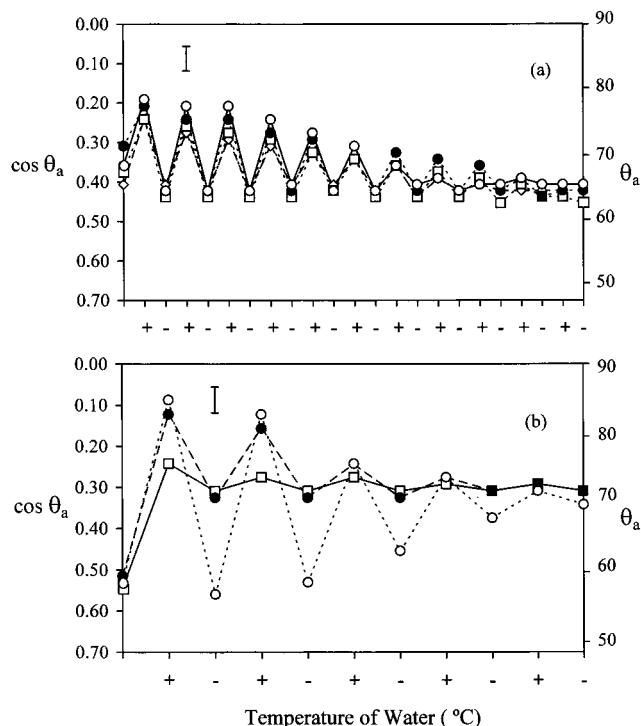 0.00
0.10
0.20
0.30
0.40
0.50
0.60
0.70
cos θa
90
80
70
60
50
θa
(a)
+ - + - + - + - + - + - + - + - + - + - + -
0.00
0.10
0.20
0.30
0.40
0.50
0.60
0.70
cos θa
90
80
70
60
50
θa
(b)
+ - + - + - + - + -
Temperature of Water ( ºC)